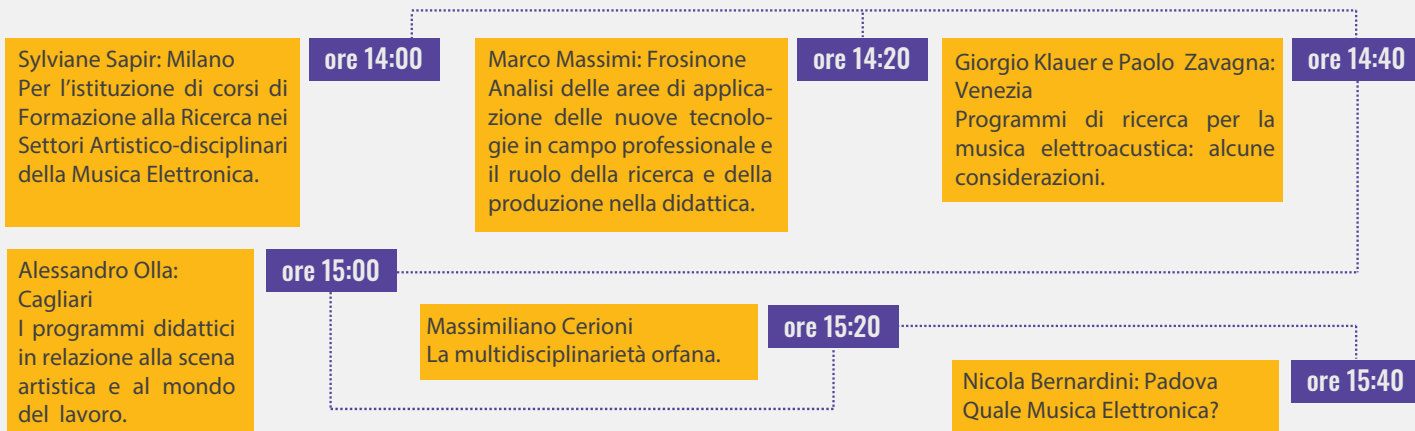 Sylviane Sapir: Milano
Per l'istituzione di corsi di
Formazione alla Ricerca nei
Settori Artistico-disciplinari
della Musica Elettronica.
ore 14:00
Marco Massimi: Frosinone
Analisi delle aree di applica-
zione delle nuove tecnolo-
gie in campo professionale e
il ruolo della ricerca e della
produzione nella didattica.
ore 14:20
Giorgio Klauer e Paolo Zavagna:
Venezia
Programmi di ricerca per la
musica elettroacustica: alcune
considerazioni.
ore 14:40
Alessandro Olla:
Cagliari
I programmi didattici
in relazione alla scena
artistica e al mondo
del lavoro.
ore 15:00
Massimiliano Cerioni
La multidisciplinarietà orfana.
ore 15:20
Nicola Bernardini: Padova
Quale Musica Elettronica?
ore 15:40